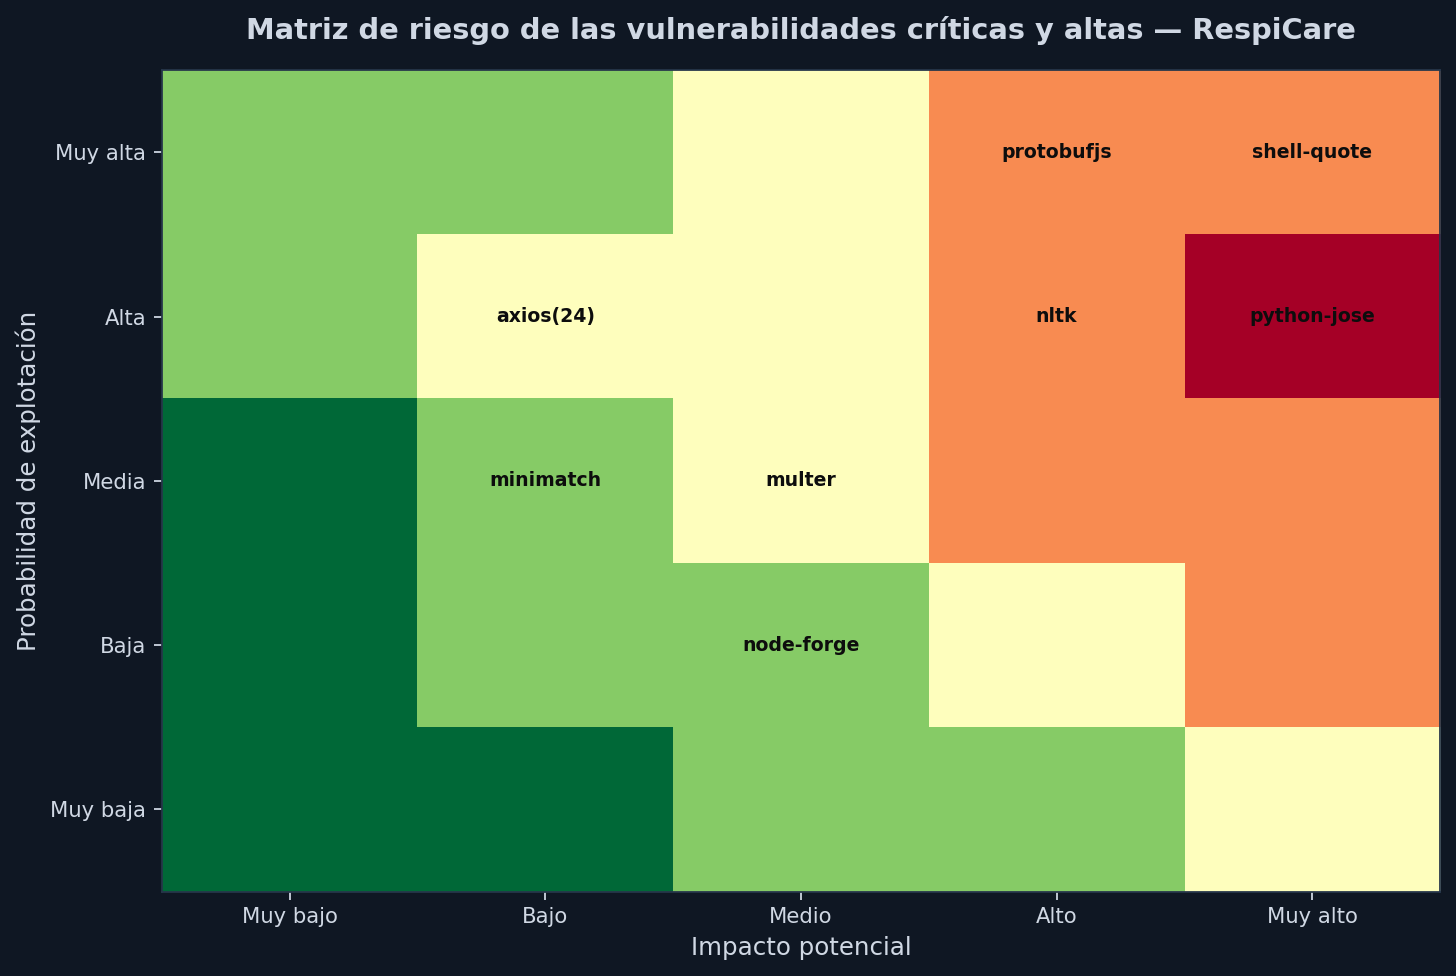 Matriz de riesgo de las vulnerabilidades críticas y altas — RespiCare
Probabilidad de explotación
Muy alta
protobufjs
shell-quote
Alta
axios(24)
nltk
python-jose
Media
minimatch
multer
Baja
node-forge
Muy baja
Muy bajo
Bajo
Medio
Alto
Muy alto
Impacto potencial